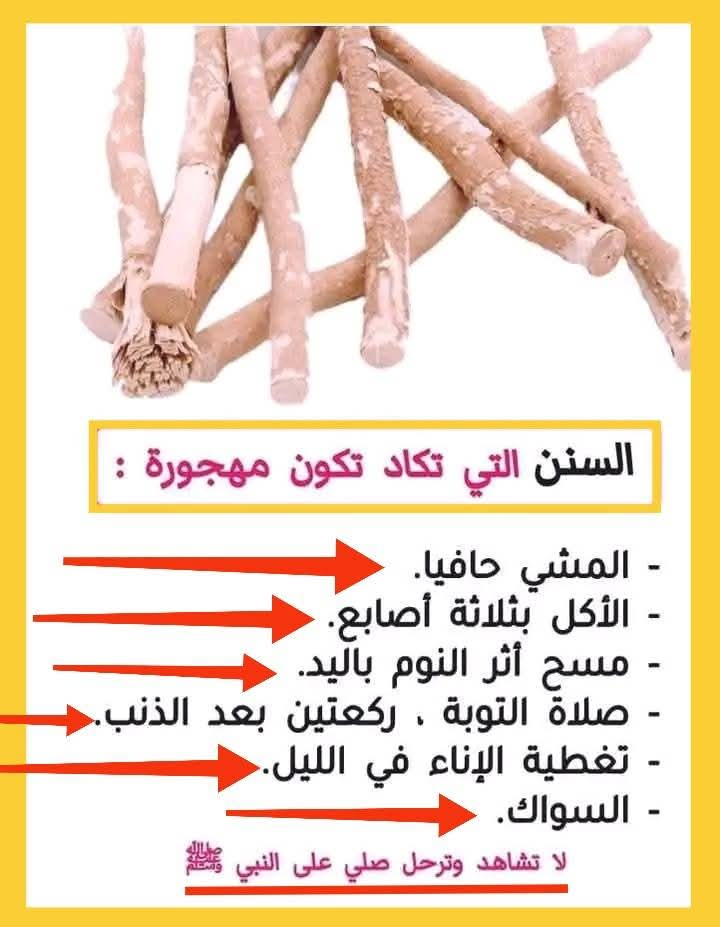 السنن التي تكاد تكون مهجورة :
- المشي حافيا.
- الأكل بثلاثة أصابع.
- مسح أثر النوم باليد.
- صلاة التوبة ، ركعتين بعد الذنب.
- تغطية الإناء في الليل.
- السواك.
لا تشاهد وترحل صلي على النبي ﷺ